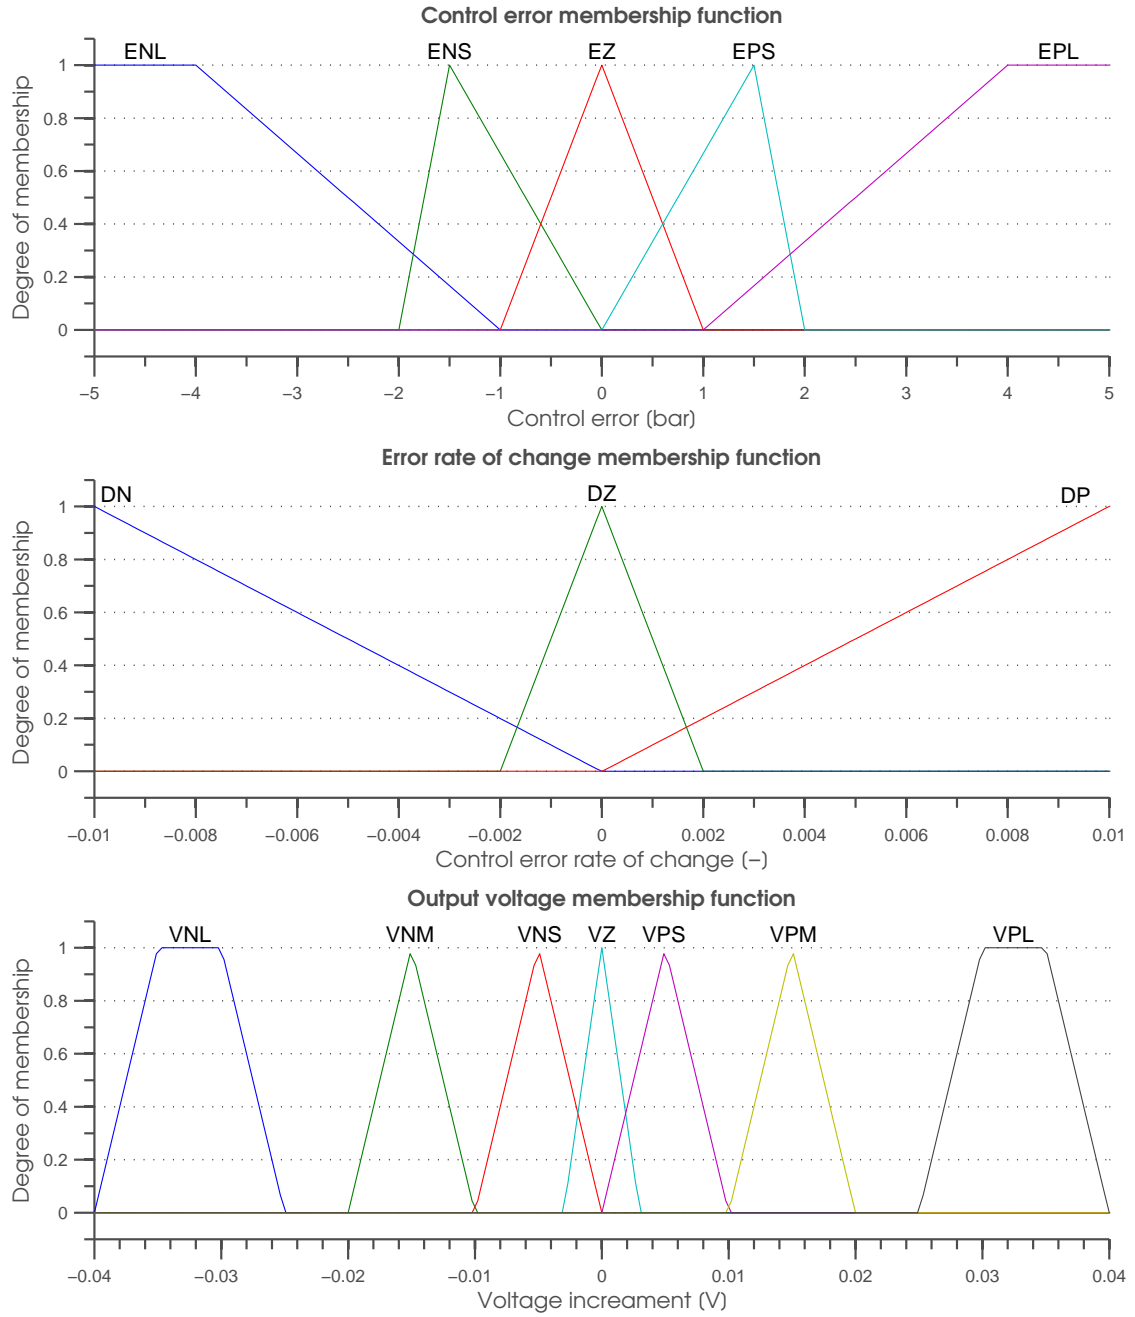 Control error membership function
ENL ENS EZ EPS EPL
1
0.8
0.6
0.4
0.2
0
Degree of membership
−5 −4 −3 −2 −1 0 1 2 3 4 5
Control error (bar)
Error rate of change membership function
DN DZ DP
1
0.8
0.6
0.4
0.2
0
Degree of membership
−0.01 −0.008 −0.006 −0.004 −0.002 0 0.002 0.004 0.006 0.008 0.01
Control error rate of change (−)
Output voltage membership function
VNL VNM VNS VZ VPS VPM VPL
1
0.8
0.6
0.4
0.2
0
Degree of membership
−0.04 −0.03 −0.02 −0.01 0 0.01 0.02 0.03 0.04
Voltage increament (V)